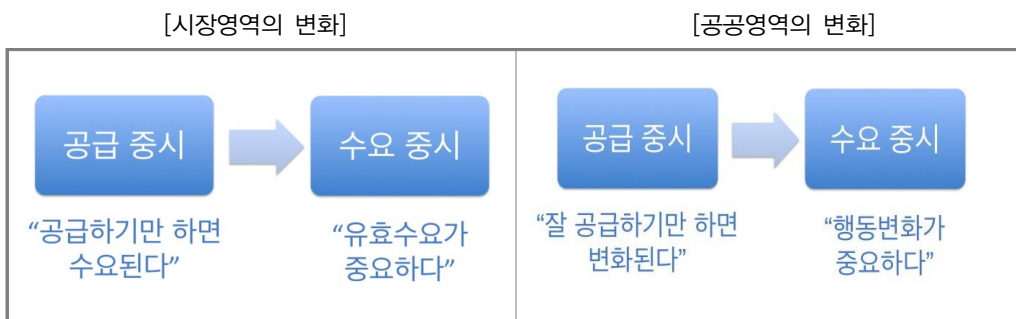 [시장영역의 변화]
[공공영역의 변화]
공급 중시
수요 중시
“공급하기만 하면
수요된다”
“유효수요가
중요하다”
공급 중시
수요 중시
“잘 공급하기만 하면
변화된다”
“행동변화가
중요하다”